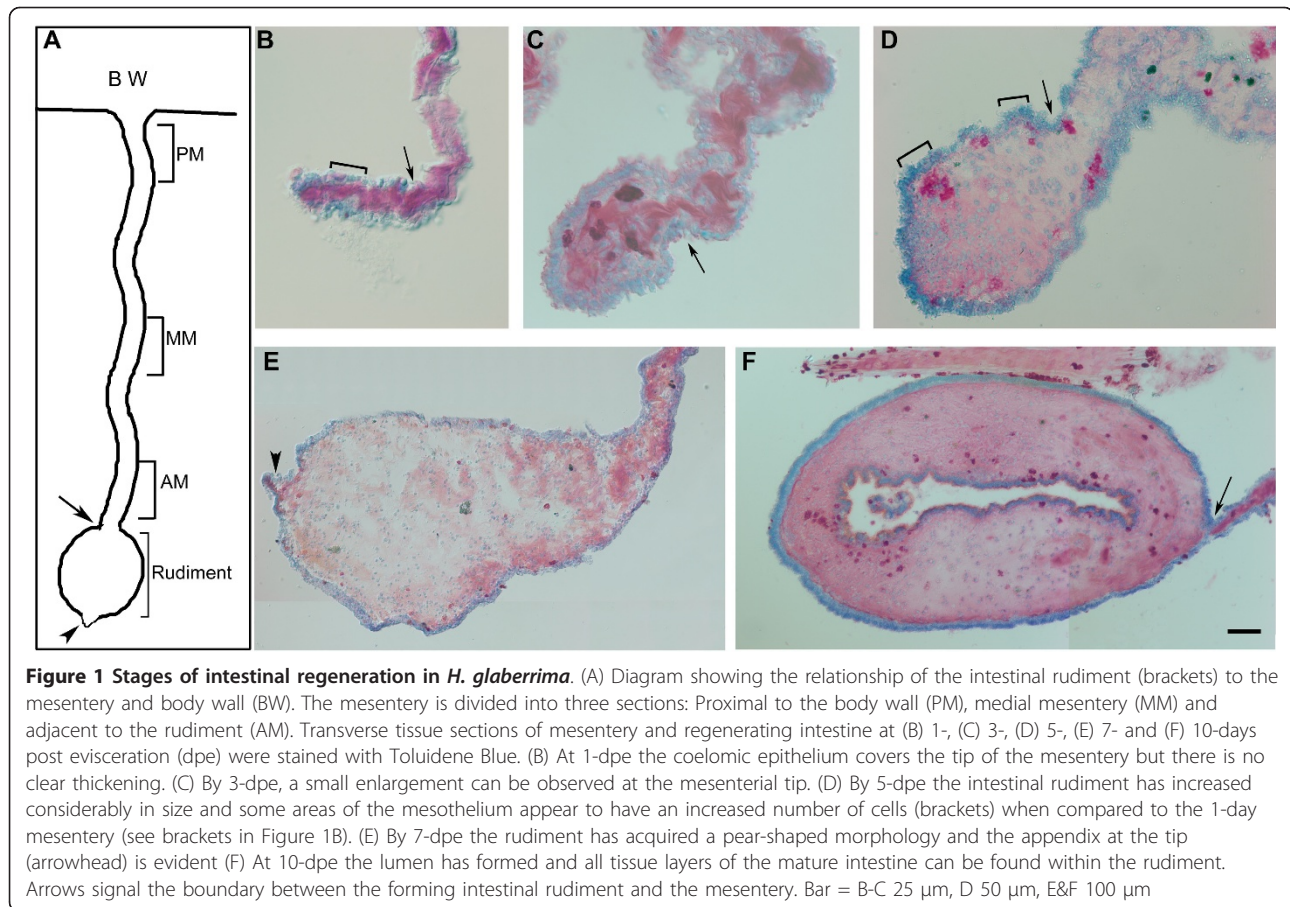 A
B W
PM
MM
AM
Rudiment
B
C
D
E
F
Figure 1 Stages of intestinal regeneration in H. glaberrima. (A) Diagram showing the relationship of the intestinal rudiment (brackets) to the
mesentery and body wall (BW). The mesentery is divided into three sections: Proximal to the body wall (PM), medial mesentery (MM) and
adjacent to the rudiment (AM). Transverse tissue sections of mesentery and regenerating intestine at (B) 1-, (C) 3-, (D) 5-, (E) 7- and (F) 10-days
post evisceration (dpe) were stained with Toluidene Blue. (B) At 1-dpe the coelomic epithelium covers the tip of the mesentery but there is no
clear thickening. (C) By 3-dpe, a small enlargement can be observed at the mesenterial tip. (D) By 5-dpe the intestinal rudiment has increased
considerably in size and some areas of the mesothelium appear to have an increased number of cells (brackets) when compared to the 1-day
mesentery (see brackets in Figure 1B). (E) By 7-dpe the rudiment has acquired a pear-shaped morphology and the appendix at the tip
(arrowhead) is evident (F) At 10-dpe the lumen has formed and all tissue layers of the mature intestine can be found within the rudiment.
Arrows signal the boundary between the forming intestinal rudiment and the mesentery. Bar = B-C 25 μm, D 50 μm, E&F 100 μm